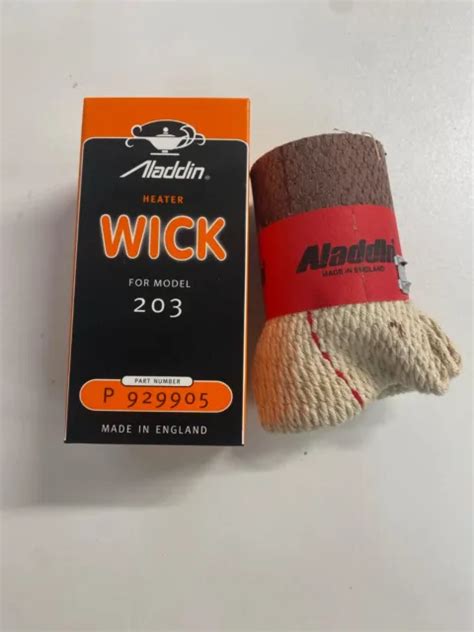 Aladdin®
HEATER
WICK
FOR MODEL
203
PART NUMBER
P 929905
MADE IN ENGLAND
Aladdin
MADE IN ENGLAND